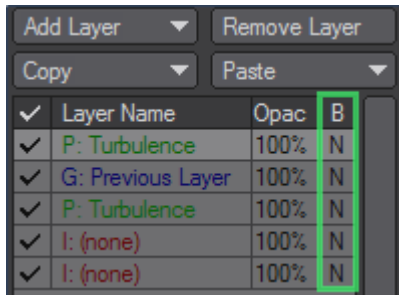 Add Layer Remove Layer
Copy Paste
Layer Name Opac B
P: Turbulence 100% N
G: Previous Layer 100% N
P: Turbulence 100% N
I: (none) 100% N
I: (none) 100% N